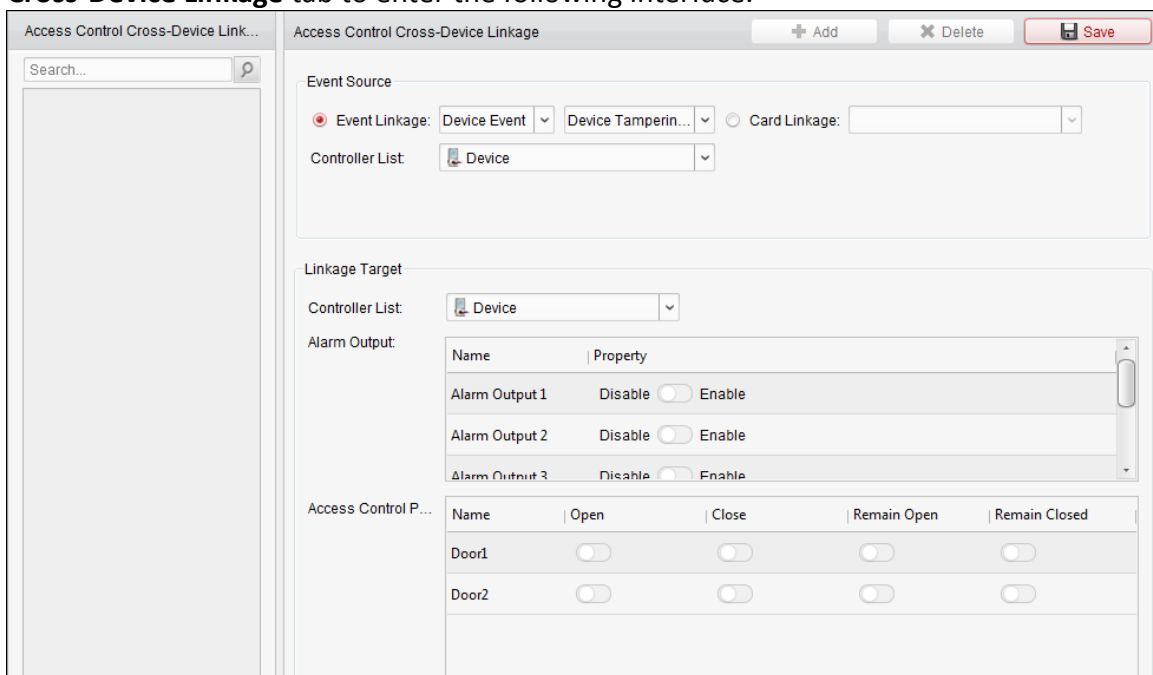 Cross-Device Linkage tab to enter the following interface.
Access Control Cross-Device Link...
Access Control Cross-Device Linkage
Add
Delete
Save
Search...
Event Source
Event Linkage: Device Event Device Tamperin... Card Linkage:
Controller List: Device
Linkage Target
Controller List: Device
Alarm Output:
Name Property
Alarm Output 1 Disable Enable
Alarm Output 2 Disable Enable
Alarm Output 3 Disable Enable
Access Control P...
Name Open Close Remain Open Remain Closed
Door1
Door2